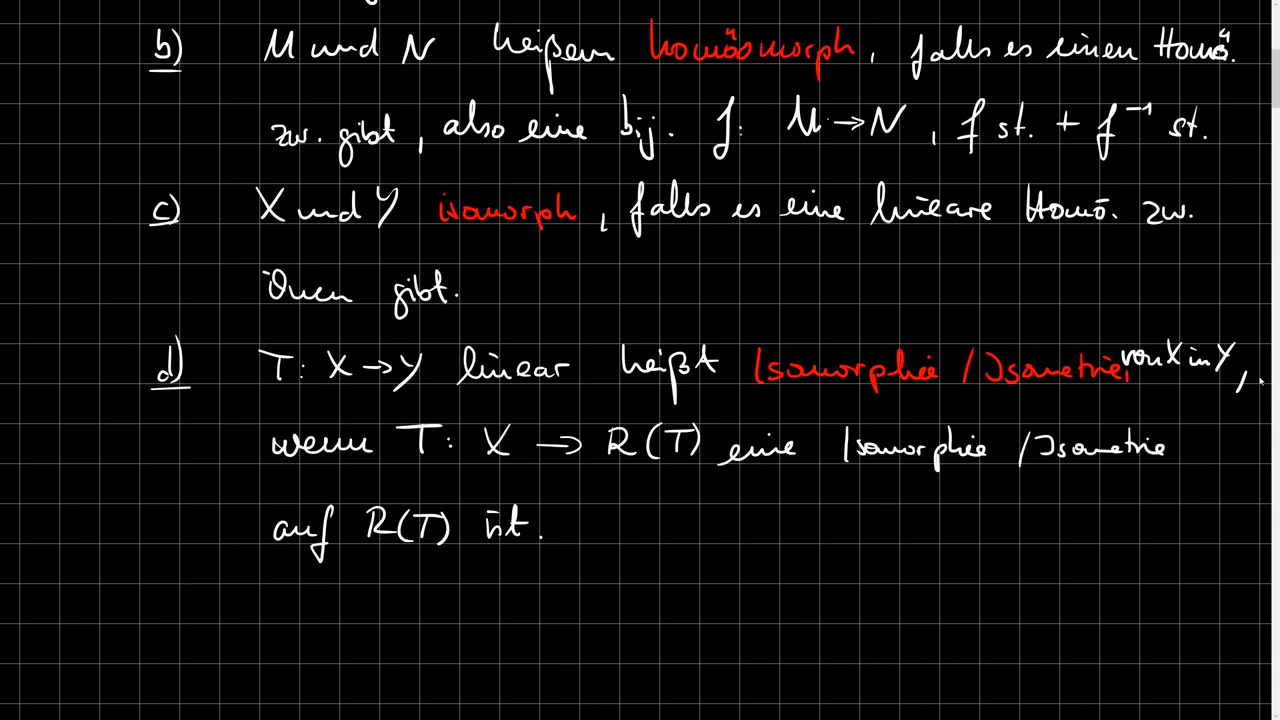 b) M und N heißen homöomorph, falls es einen Homö.
zw. gibt, also eine bij. f: M → N, f st. + f⁻¹ st.
c) X und Y isomorph, falls es eine lineare Homö. zw.
ihnen gibt.
d) T: X → Y linear heißt Isomorphie / Isometrie, von X in Y,
wenn T: X → R(T) eine Isomorphie / Isometrie
auf R(T) ist.